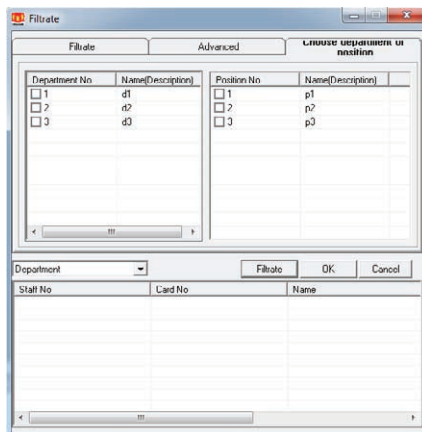 Filtrate
Filtrate Advanced Choose department or
position
Department No Name(Description) Position No Name(Description)
1 d1 1 p1
2 d2 2 p2
3 d3 3 p3
Department Filtrate OK Cancel
Staff No Card No Name